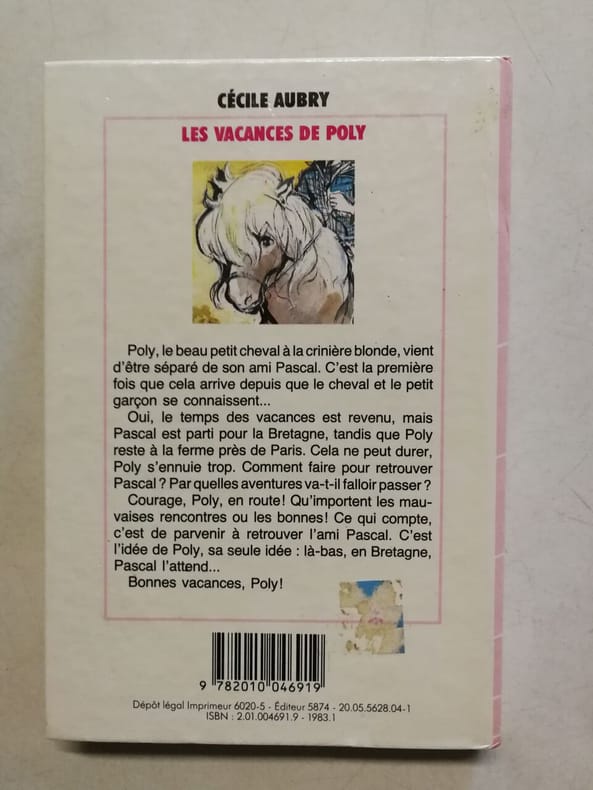 CÉCILE AUBRY
LES VACANCES DE POLY
Poly, le beau petit cheval à la crinière blonde, vient
d'être séparé de son ami Pascal. C'est la première
fois que cela arrive depuis que le cheval et le petit
garçon se connaissent...
Oui, le temps des vacances est revenu, mais
Pascal est parti pour la Bretagne, tandis que Poly
reste à la ferme près de Paris. Cela ne peut durer,
Poly s'ennuie trop. Comment faire pour retrouver
Pascal ? Par quelles aventures va-t-il falloir passer ?
Courage, Poly, en route ! Qu'importent les mau-
vaises rencontres ou les bonnes ! Ce qui compte,
c'est de parvenir à retrouver l'ami Pascal. C'est
l'idée de Poly, sa seule idée : là-bas, en Bretagne,
Pascal l'attend...
Bonnes vacances, Poly !
9 782010 046919
Dépôt légal Imprimeur 6020-5 - Éditeur 5874 - 20.05.5628.04-1
ISBN : 2.01.004691.9 - 1983.1